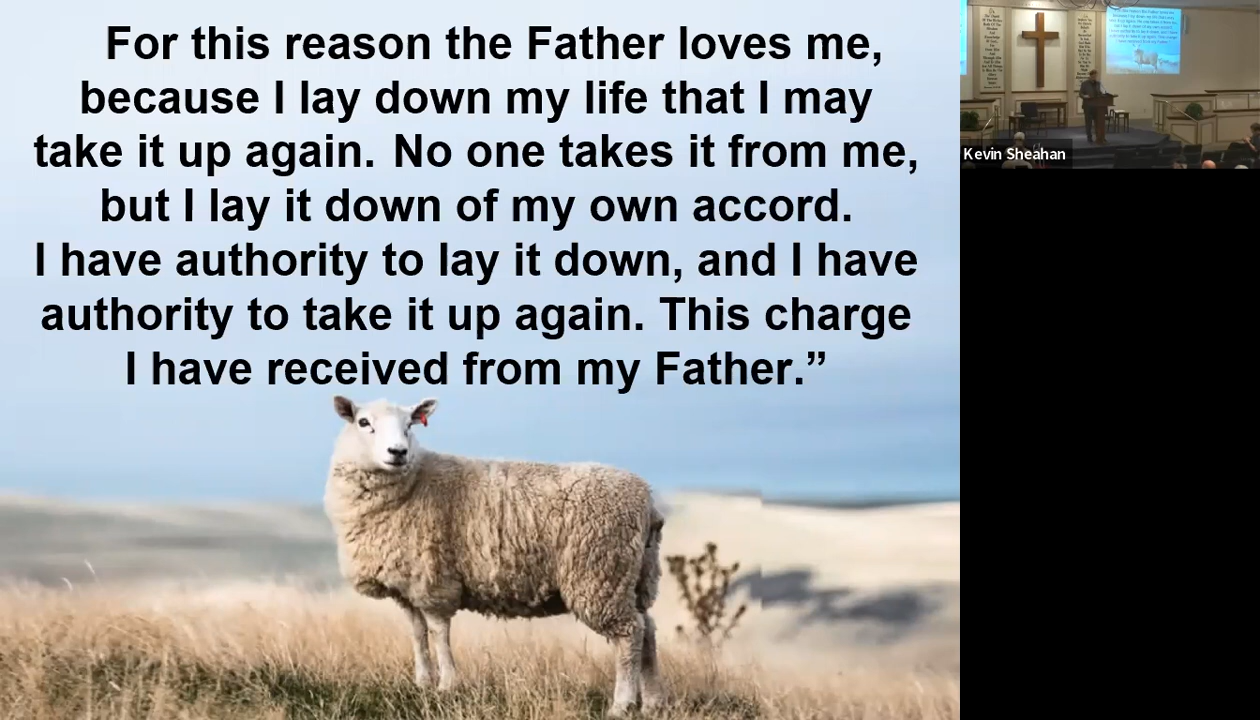 For this reason the Father loves me,
because I lay down my life that I may
take it up again. No one takes it from me,
but I lay it down of my own accord.
I have authority to lay it down, and I have
authority to take it up again. This charge
I have received from my Father.”
Kevin Sheahan